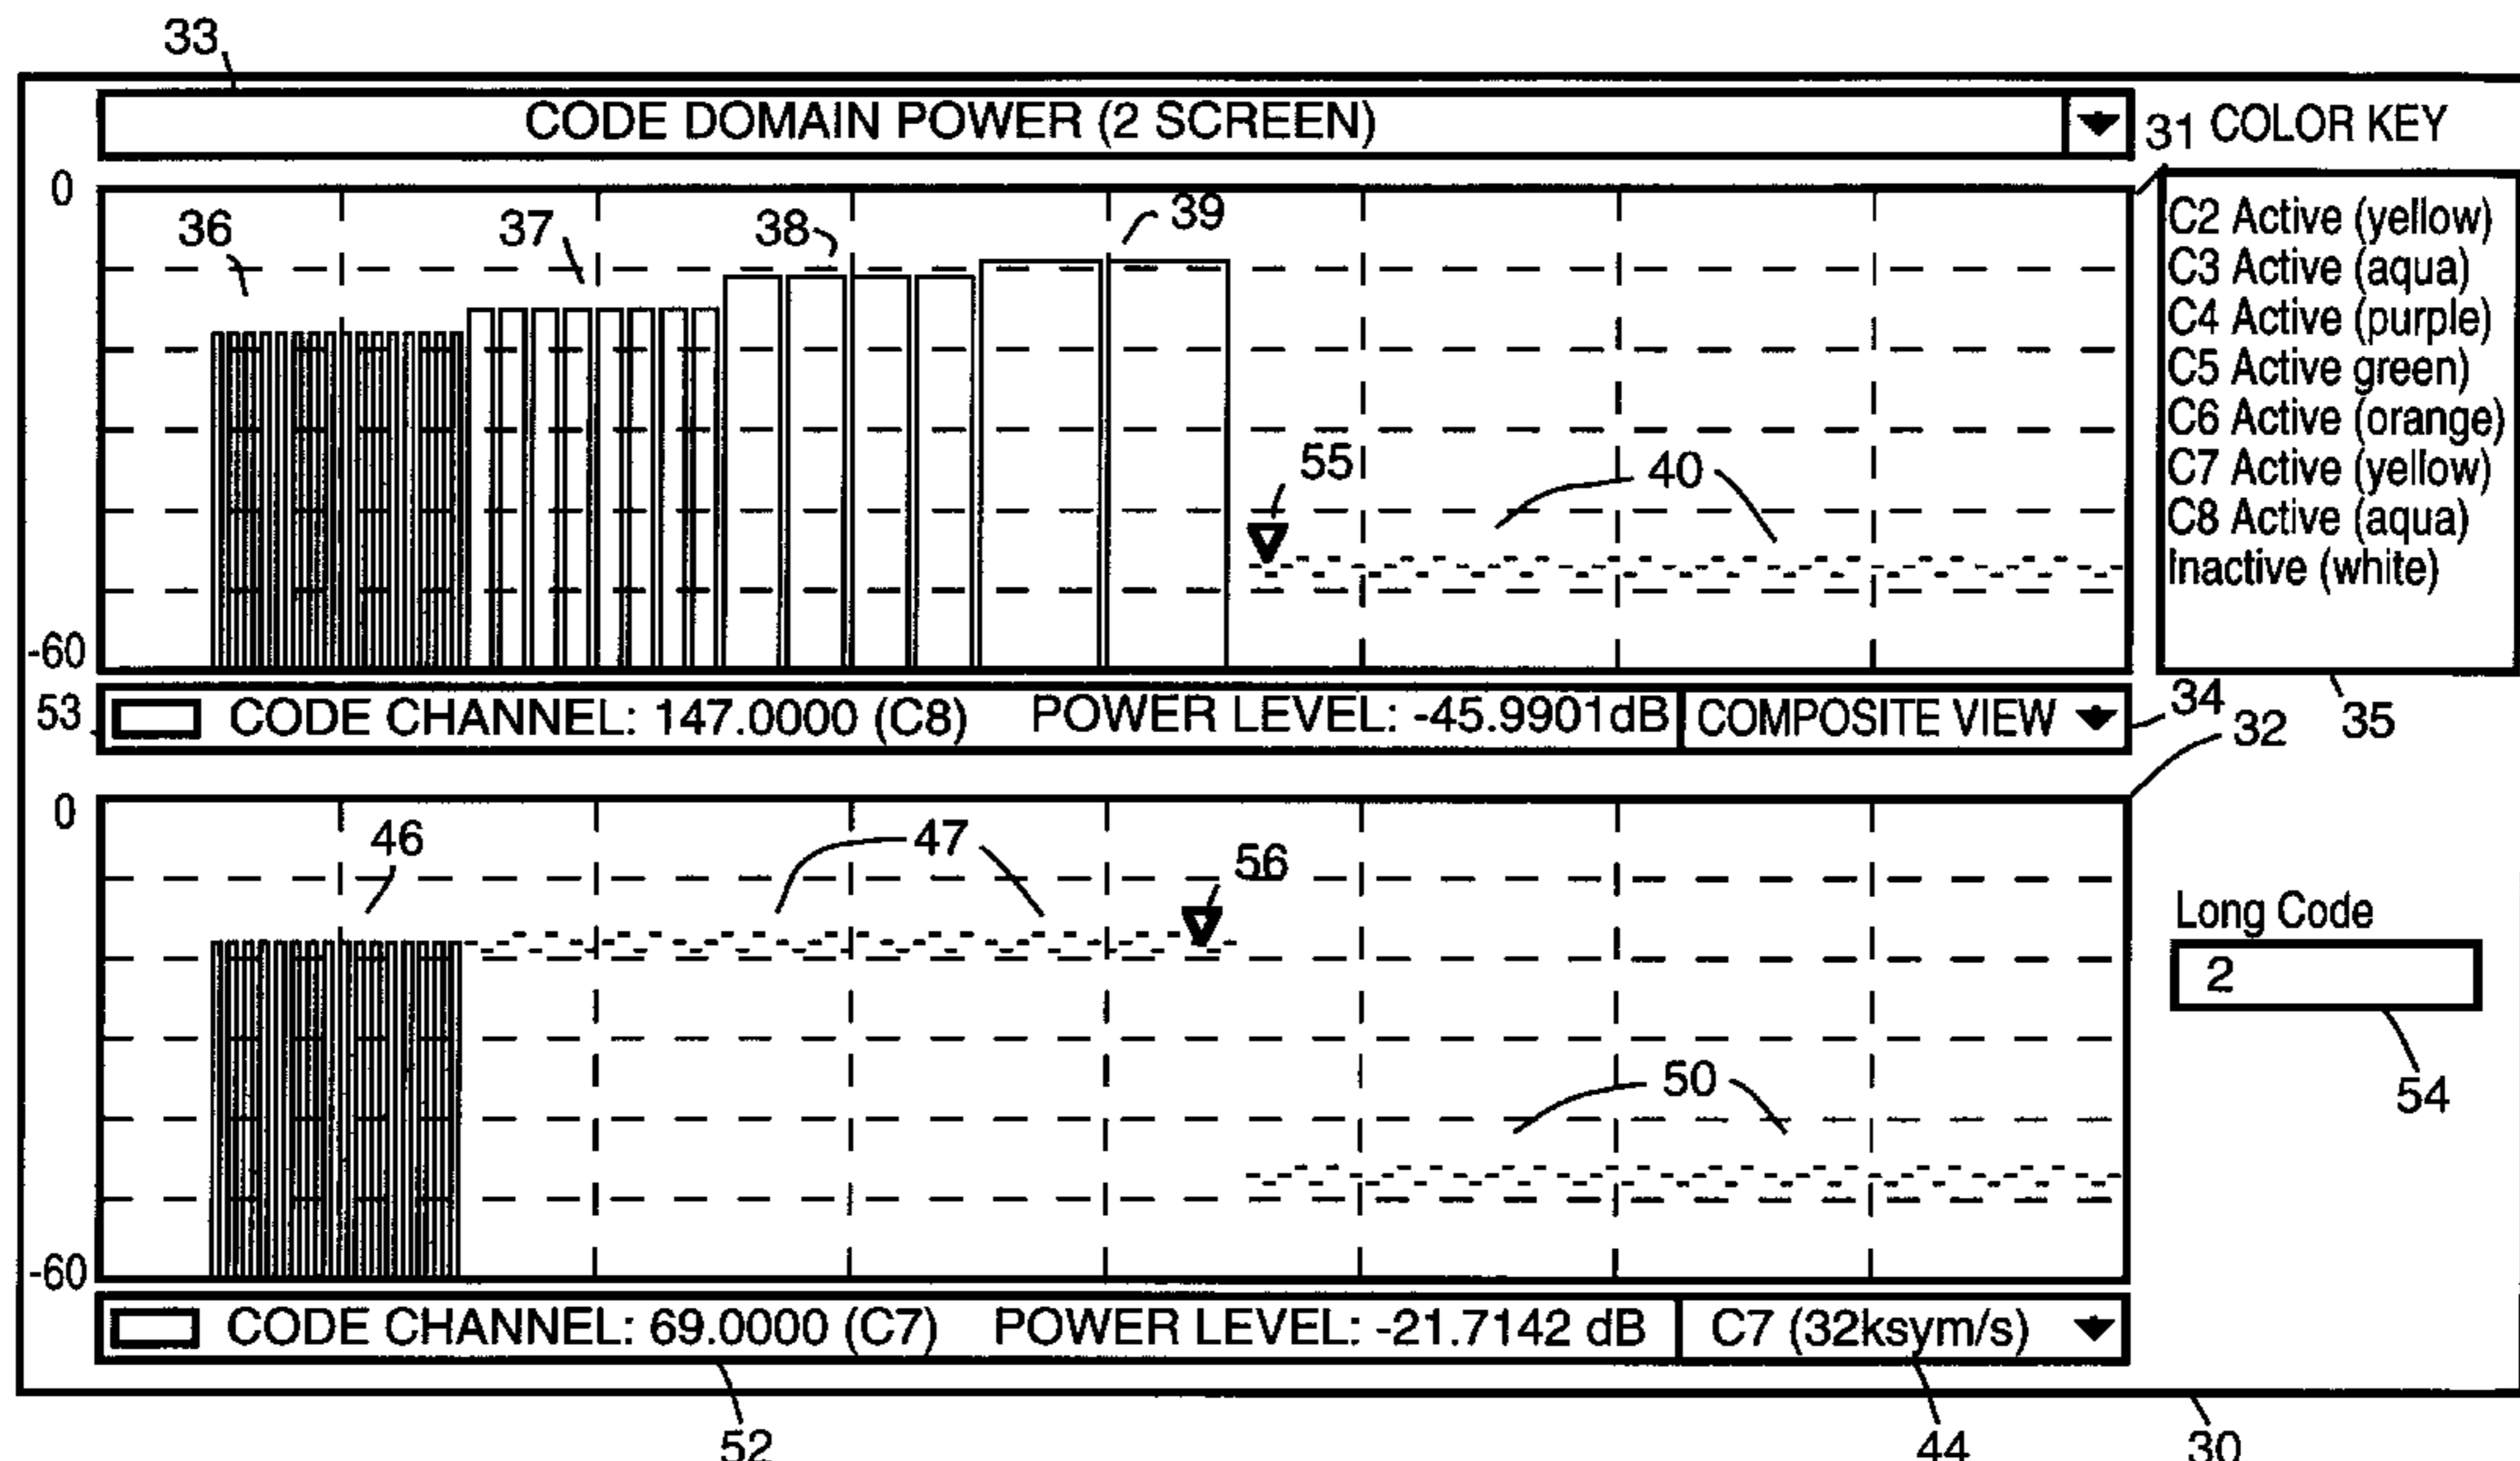 33
CODE DOMAIN POWER (2 SCREEN)
31 COLOR KEY
0
36
37
38
39
C2 Active (yellow)
C3 Active (aqua)
C4 Active (purple)
C5 Active green)
C6 Active (orange)
C7 Active (yellow)
C8 Active (aqua)
Inactive (white)
55
40
-60
53
CODE CHANNEL: 147.0000 (C8) POWER LEVEL: -45.9901dB COMPOSITE VIEW
34
32
35
0
46
47
56
Long Code
2
50
54
-60
CODE CHANNEL: 69.0000 (C7) POWER LEVEL: -21.7142 dB C7 (32ksym/s)
52
44
30